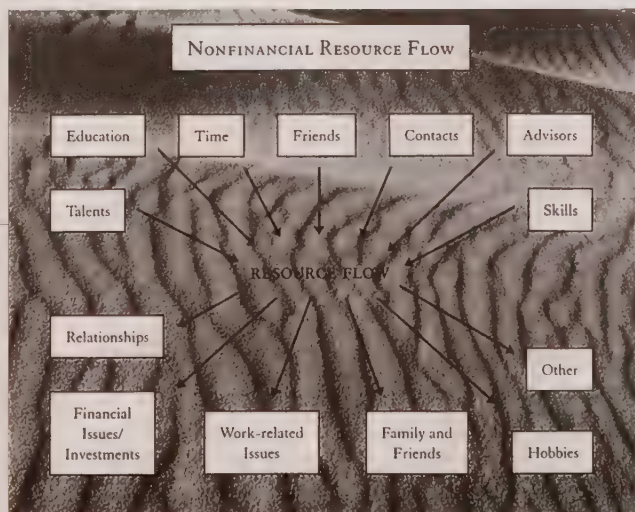 NONFINANCIAL RESOURCE FLOW
Education
Time
Friends
Contacts
Advisors
Talents
Skills
RESOURCE FLOW
Relationships
Other
Financial
Issues/
Investments
Work-related
Issues
Family and
Friends
Hobbies